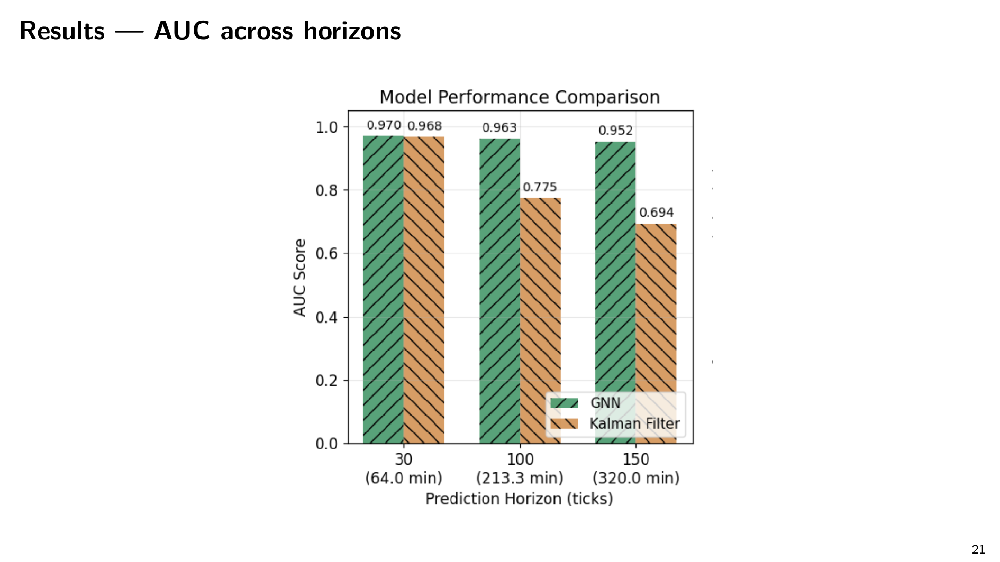 Results — AUC across horizons
Model Performance Comparison
0.970 0.968 0.963 0.952
0.775
0.694
1.0
0.8
0.6
0.4
0.2
0.0
AUC Score
GNN
Kalman Filter
30 100 150
(64.0 min) (213.3 min) (320.0 min)
Prediction Horizon (ticks)
21